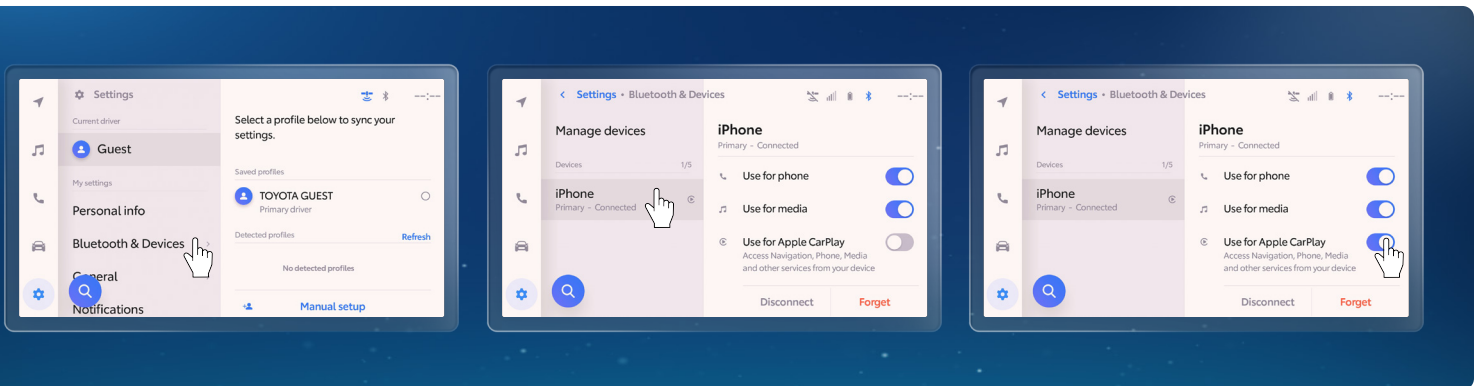 Settings
Current driver
Guest
My settings
Personal info
Bluetooth & Devices
General
Notifications
--:--
Select a profile below to sync your
settings.
Saved profiles
TOYOTA GUEST
Primary driver
Detected profiles Refresh
No detected profiles
Manual setup
Settings • Bluetooth & Devices
--:--
Manage devices
Devices 1/5
iPhone
Primary - Connected
iPhone
Primary - Connected
Use for phone
Use for media
Use for Apple CarPlay
Access Navigation, Phone, Media
and other services from your device
Disconnect Forget
Settings • Bluetooth & Devices
--:--
Manage devices
Devices 1/5
iPhone
Primary - Connected
iPhone
Primary - Connected
Use for phone
Use for media
Use for Apple CarPlay
Access Navigation, Phone, Media
and other services from your device
Disconnect Forget